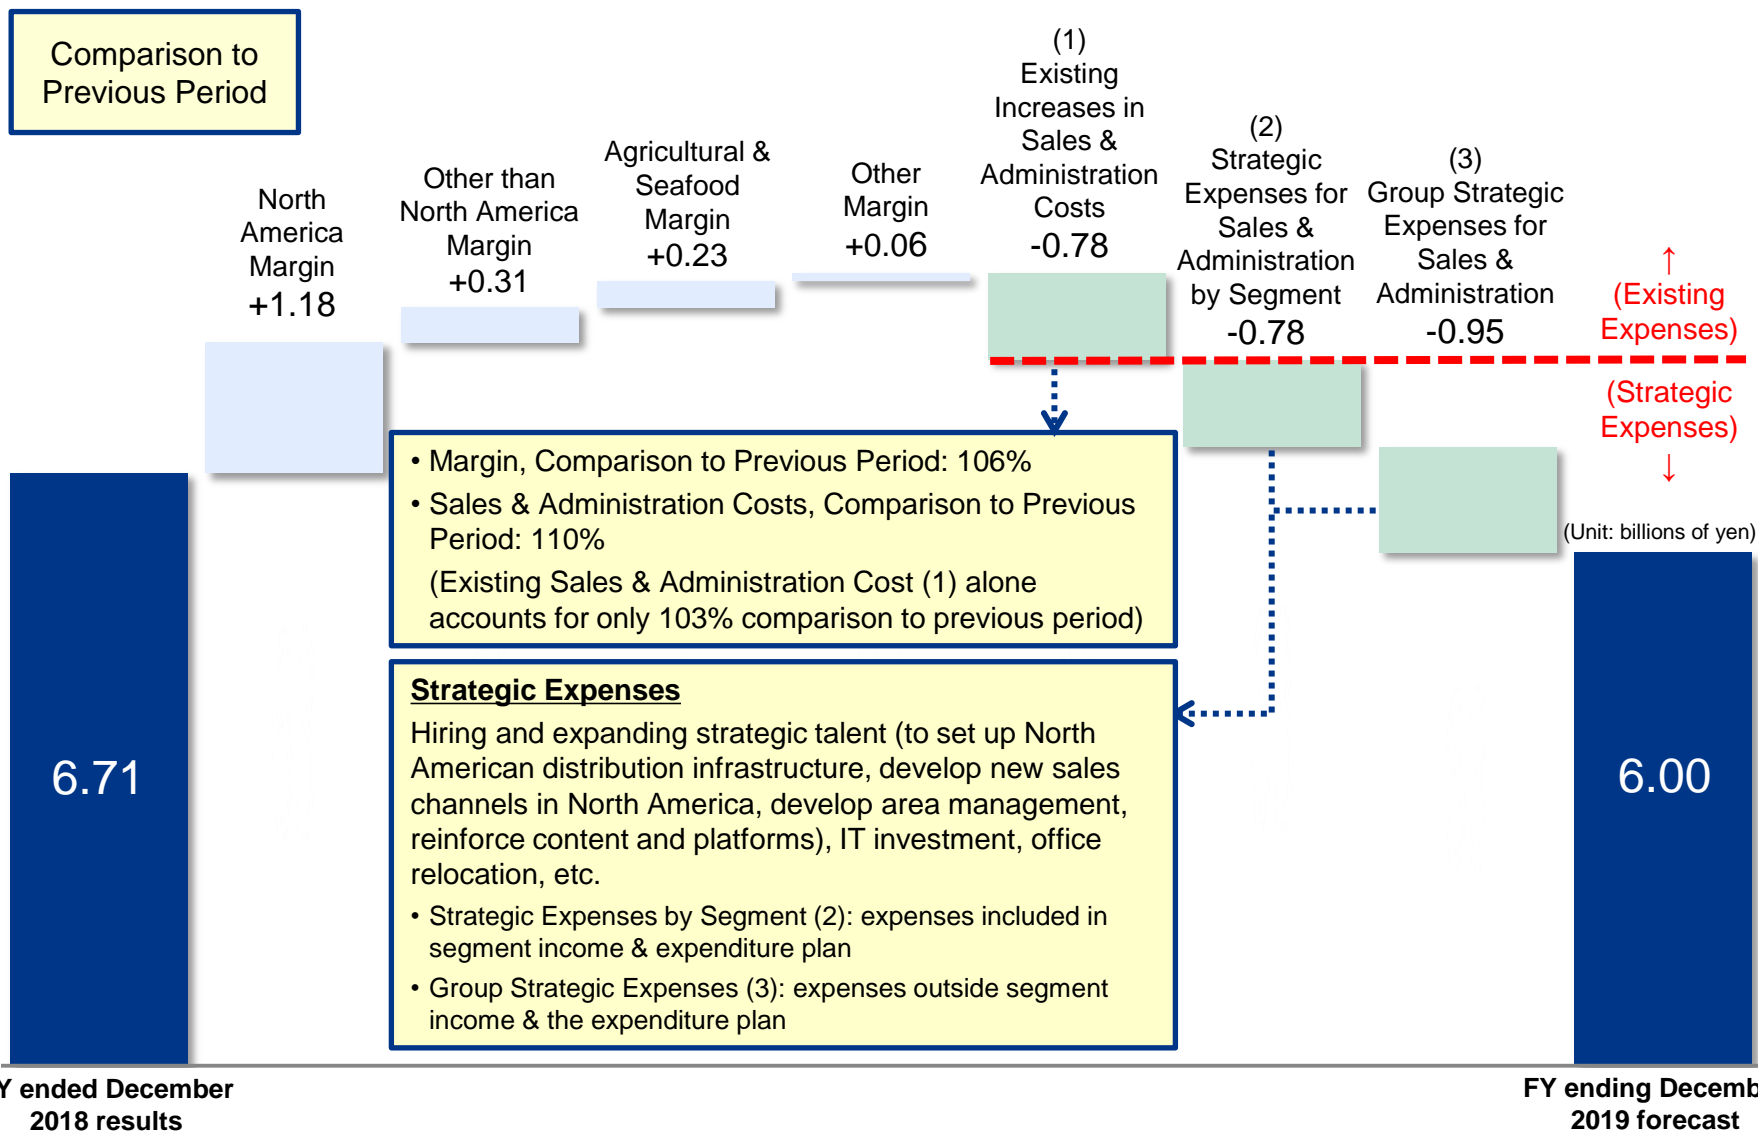 Comparison to
Previous Period
North
America
Margin
+1.18
Other than
North America
Margin
+0.31
Agricultural &
Seafood
Margin
+0.23
Other
Margin
+0.06
(1)
Existing
Increases in
Sales &
Administration
Costs
-0.78
(2)
Strategic
Expenses for
Sales &
Administration
by Segment
-0.78
(3)
Group Strategic
Expenses for
Sales &
Administration
-0.95
↑
(Existing
Expenses)
(Strategic
Expenses)
↓
(Unit: billions of yen)
• Margin, Comparison to Previous Period: 106%
• Sales & Administration Costs, Comparison to Previous
Period: 110%
(Existing Sales & Administration Cost (1) alone
accounts for only 103% comparison to previous period)
Strategic Expenses
Hiring and expanding strategic talent (to set up North
American distribution infrastructure, develop new sales
channels in North America, develop area management,
reinforce content and platforms), IT investment, office
relocation, etc.
• Strategic Expenses by Segment (2): expenses included in
segment income & expenditure plan
• Group Strategic Expenses (3): expenses outside segment
income & the expenditure plan
6.71
6.00
Y ended December
2018 results
FY ending Decemb
2019 forecast